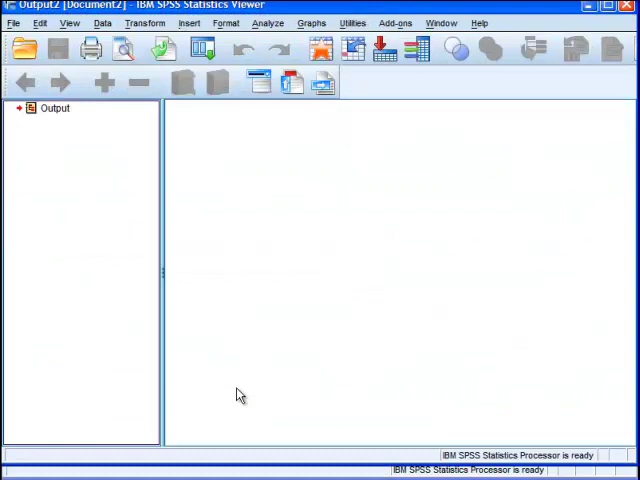 Output2 [Document2] - IBM SPSS Statistics Viewer
File Edit View Data Transform Insert Format Analyze Graphs Utilities Add-ons Window Help
Output
IBM SPSS Statistics Processor is ready
IBM SPSS Statistics Processor is ready